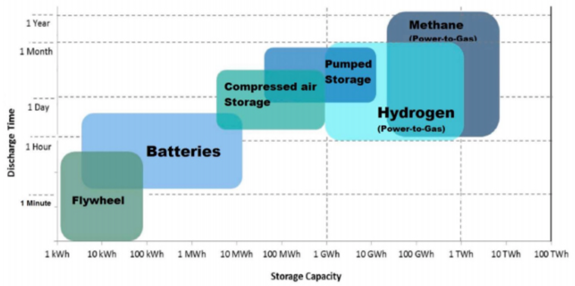 1 Year
Methane
(Power-to-Gas)
1 Month
Pumped
Storage
Compressed air
Storage
1 Day
Hydrogen
(Power-to-Gas)
1 Hour
Batteries
Flywheel
1 Minute
Discharge Time
1 kWh 10 kWh 100 kWh 1 MWh 10 MWh 100 MWh 1 GWh 10 GWh 100 GWh 1 TWh 10 TWh 100 TWh
Storage Capacity